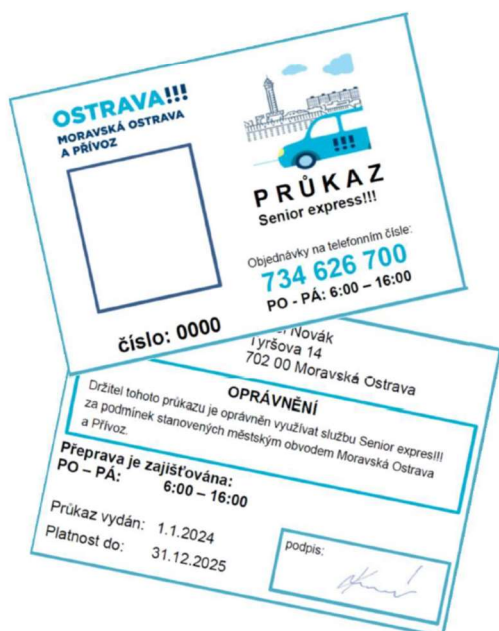 OSTRAVA!!!
MORAVSKÁ OSTRAVA
A PŘÍVOZ
!!!
PRŮKAZ
Senior express!!!
Objednávky na telefonním čísle:
734 626 700
PO - PÁ: 6:00 – 16:00
číslo: 0000
Novák
Tyršova 14
702 00 Moravská Ostrava
OPRÁVNĚNÍ
Držitel tohoto průkazu je oprávněn využívat službu Senior expres!!!
za podmínek stanovených městským obvodem Moravská Ostrava
a Přívoz.
Přeprava je zajišťována:
PO – PÁ: 6:00 – 16:00
Průkaz vydán: 1.1.2024
Platnost do: 31.12.2025
podpis: